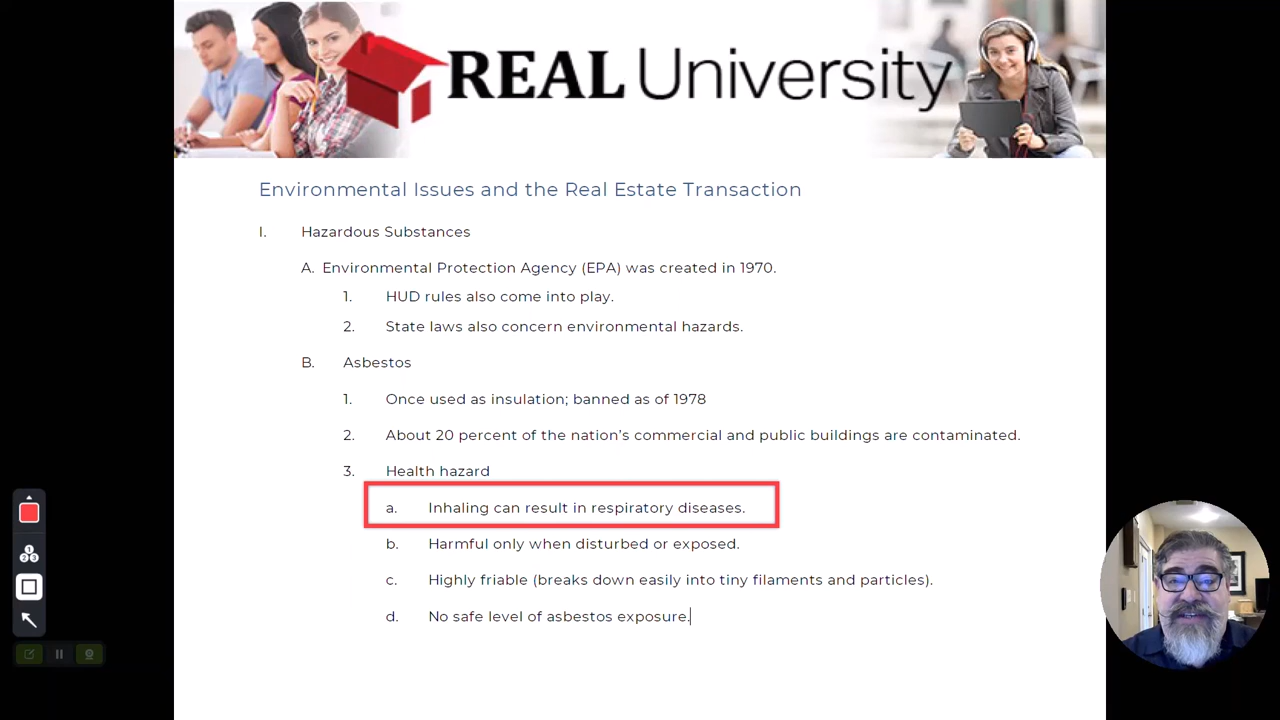 REAL University
Environmental Issues and the Real Estate Transaction
I. Hazardous Substances
A. Environmental Protection Agency (EPA) was created in 1970.
1. HUD rules also come into play.
2. State laws also concern environmental hazards.
B. Asbestos
1. Once used as insulation; banned as of 1978
2. About 20 percent of the nation’s commercial and public buildings are contaminated.
3. Health hazard
a. Inhaling can result in respiratory diseases.
b. Harmful only when disturbed or exposed.
c. Highly friable (breaks down easily into tiny filaments and particles).
d. No safe level of asbestos exposure.